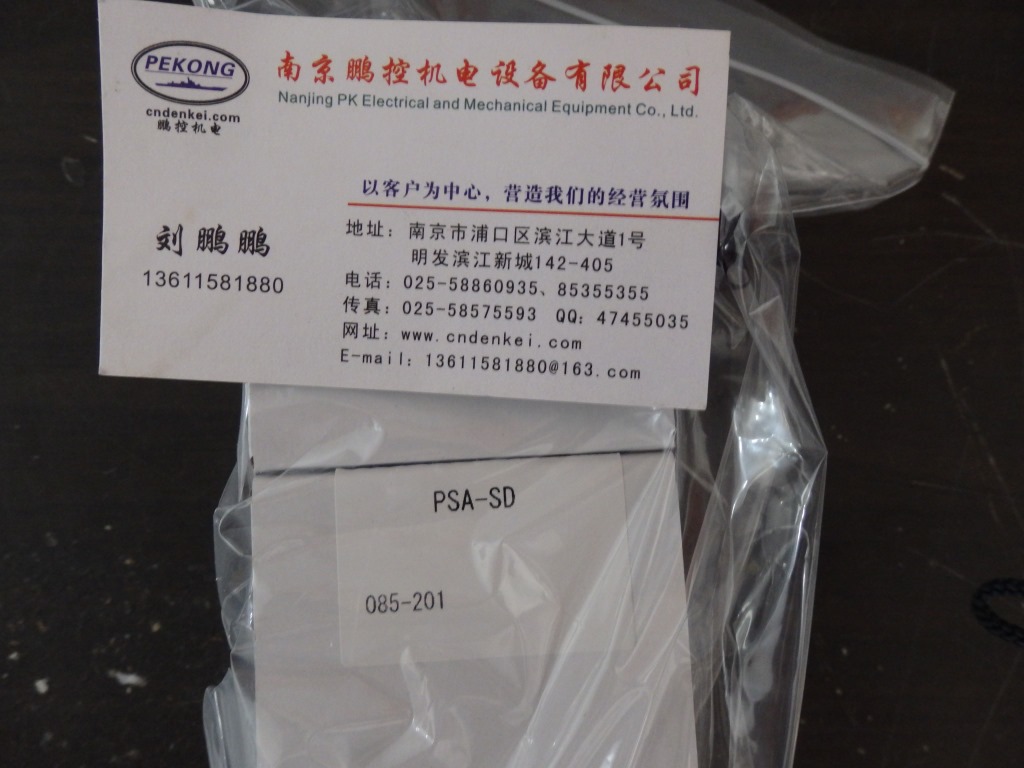 PEKONG
cndenkei.com
鹏控机电
南京鹏控机电设备有限公司
Nanjing PK Electrical and Mechanical Equipment Co., Ltd.
以客户为中心，营造我们的经营氛围
刘鹏鹏
13611581880
地址：南京市浦口区滨江大道1号
明发滨江新城142-405
电话：025-58860935、85355355
传真：025-58575593 QQ：47455035
网址：www.cndenkei.com
E-mail：13611581880@163.com
PSA-SD
085-201